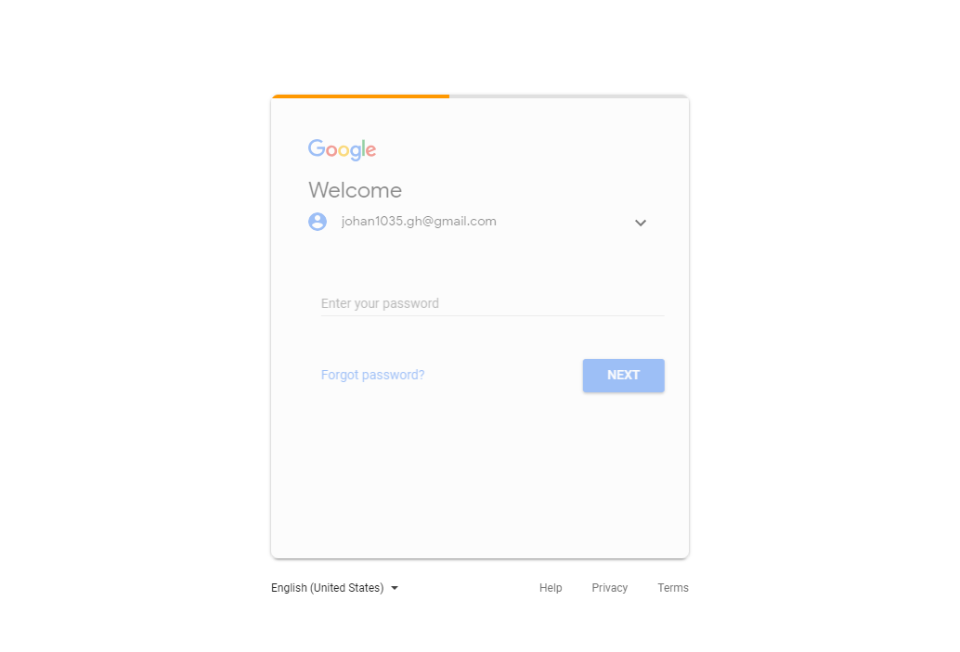 Google
Welcome
johan1035.gh@gmail.com
Enter your password
Forgot password? NEXT
English (United States) Help Privacy Terms